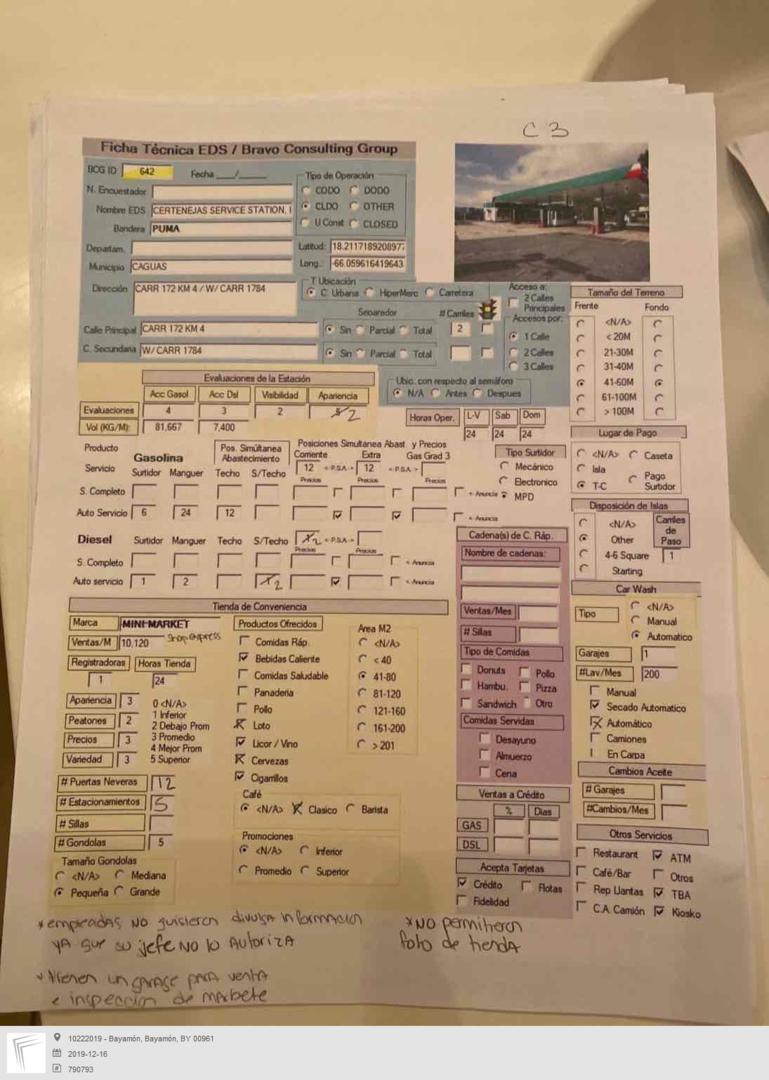 C 3
Ficha Técnica EDS / Bravo Consulting Group
BCG ID 642 Fecha __/__
N. Encuestador
Nombre EDS CERTENEJAS SERVICE STATION, I
Bandera PUMA
Tipo de Operación
CODO DODO
CLDO OTHER
U Const CLOSED
Departam.
Municipio CAGUAS
Latitud: 18.2117189208977
Long.: -66.059616419643
Dirección CARR 172 KM 4 / W/ CARR 1784
T Ubicación
C. Urbana HiperMerc Carretera
Separador # Carriles
Calle Principal CARR 172 KM 4 Sin Parcial Total 2
C. Secundaria W/ CARR 1784 Sin Parcial Total
Acceso a:
2 Calles Principales
Accesos por:
1 Calle
2 Calles
3 Calles
Tamaño del Terreno
Frente Fondo
<N/A>
< 20M
21-30M
31-40M
41-60M
61-100M
> 100M
Evaluaciones de la Estación
Acc Gasol Acc Dsl Visibilidad Apariencia
Evaluaciones 4 3 2 2
Vol (KG/M): 81,667 7,400
Ubic. con respecto al semáforo
N/A Antes Despues
Horas Oper. L-V Sab Dom
24 24 24
Lugar de Pago
<N/A> Caseta
Isla Pago Surtidor
T-C
Producto Gasolina
Pos. Simùltanea Abastecimiento
Posiciones Simultanea Abast. y Precios
Corriente Extra Gas Grad 3
Servicio Surtidor Manguer Techo S/Techo 12 <-P.S.A.-> 12 <-P.S.A.->
Precios Precios Precios
S. Completo <- Anuncia
Auto Servicio 6 24 12 <- Anuncia
Tipo Surtidor
Mecánico
Electronico
MPD
Disposición de Islas
<N/A>
Other
4-6 Square
Starting
Carriles de Paso
1
Diesel Surtidor Manguer Techo S/Techo 2 <-P.S.A.->
Precios Precios
S. Completo <- Anuncia
Auto servicio 1 2 2 <- Anuncia
Cadena(s) de C. Ráp.
Nombre de cadenas:
Ventas/Mes
# Sillas
Tipo de Comidas
Donuts Pollo
Hambu. Pizza
Sandwich Otro
Comidas Servidas
Desayuno
Almuerzo
Cena
Car Wash
Tipo
<N/A>
Manual
Automatico
Garajes 1
#Lav/Mes 200
Manual
Secado Automatico
Automático
Camiones
En Carpa
Tienda de Conveniencia
Marca MINI-MARKET
Shop express
Ventas/M 10,120
Registradoras Horas Tienda
1 24
Apariencia 3
Peatones 2
Precios 3
Variedad 3
0 <N/A>
1 Inferior
2 Debajo Prom
3 Promedio
4 Mejor Prom
5 Superior
# Puertas Neveras 12
# Estacionamientos 5
# Sillas
# Gondolas 5
Tamaño Gondolas
<N/A> Mediana
Pequeña Grande
Productos Ofrecidos
Comidas Ráp.
Bebidas Caliente
Comidas Saludable
Panaderia
Pollo
Loto
Licor / Vino
Cervezas
Cigarrillos
Area M2
<N/A>
< 40
41-80
81-120
121-160
161-200
> 201
Café
<N/A> Clasico Barista
Promociones
<N/A> Inferior
Promedio Superior
Ventas a Crédito
% Dias
GAS
DSL
Acepta Tarjetas
Crédito Flotas
Fidelidad
Cambios Aceite
# Garajes
#Cambios/Mes
Otros Servicios
Restaurant ATM
Café/Bar Otros
Rep Llantas TBA
C.A. Camión Kiosko
*empleadas NO quisieron divulga informacion
ya que su jefe NO lo Autoriza
*NO permitieron
foto de tienda
*tienen un garage para venta
e inspeccion de marbete
10222019 - Bayamón, Bayamón, BY 00961
2019-12-16
790793